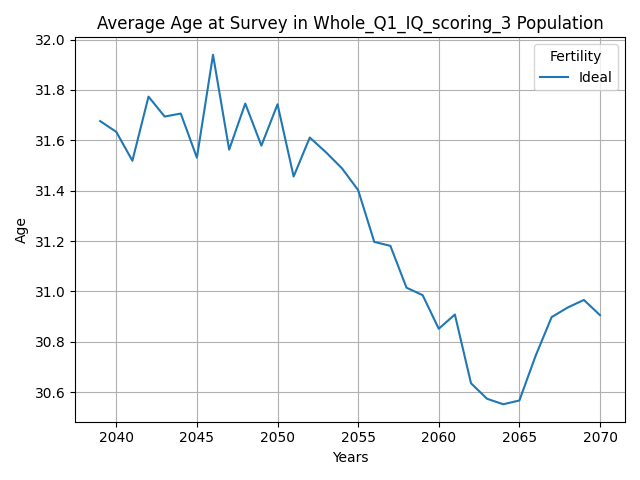 Average Age at Survey in Whole_Q1_IQ_scoring_3 Population
32.0
31.8
31.6
31.4
31.2
31.0
30.8
30.6
Age
Fertility
Ideal
2040 2045 2050 2055 2060 2065 2070
Years